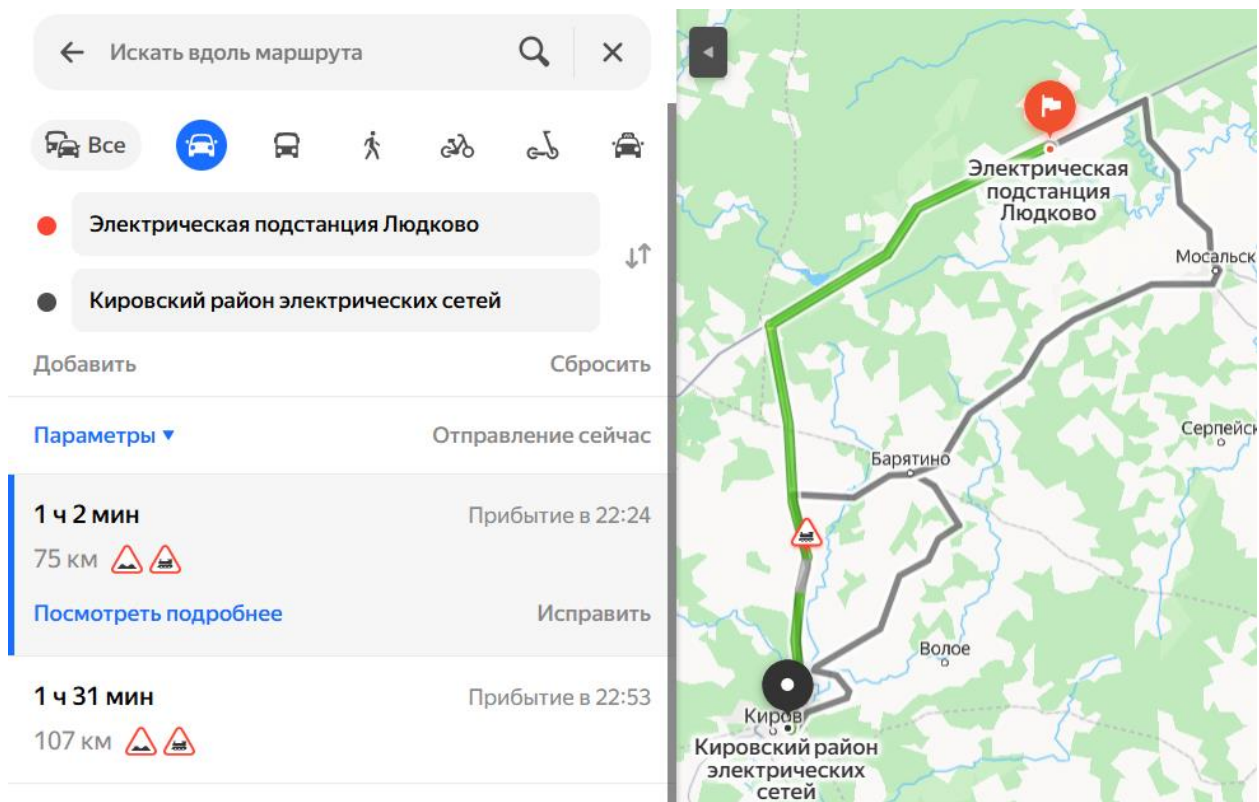 Искать вдоль маршрута
Все
Электрическая подстанция Людково
Кировский район электрических сетей
Добавить
Сбросить
Параметры
Отправление сейчас
1 ч 2 мин
Прибытие в 22:24
75 км
Посмотреть подробнее
Исправить
1 ч 31 мин
Прибытие в 22:53
107 км
Электрическая
подстанция
Людково
Мосальск
Серпейск
Барятино
Волое
Киров
Кировский район
электрических
сетей